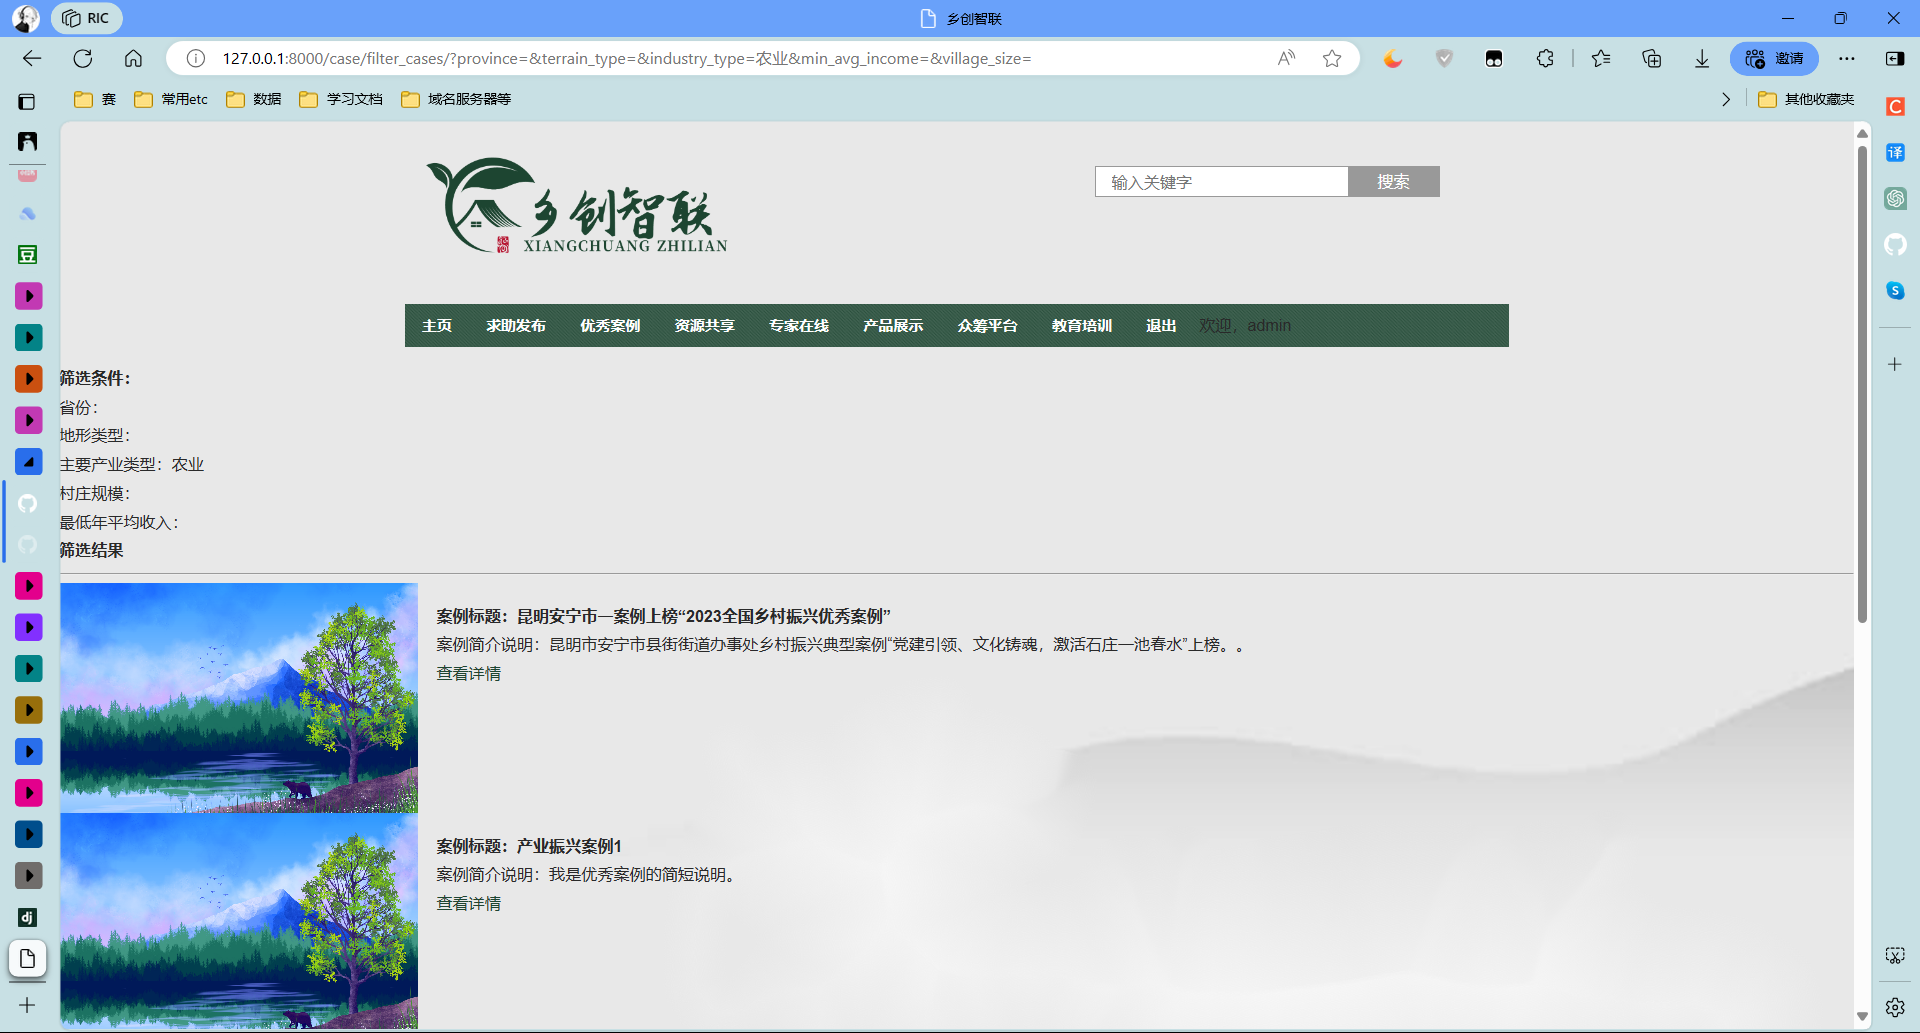 RIC
乡创智联
127.0.0.1:8000/case/filter_cases/?province=&terrain_type=&industry_type=农业&min_avg_income=&village_size=
邀请
赛
常用etc
数据
学习文档
域名服务器等
其他收藏夹
乡创智联
XIANGCHUANG ZHILIAN
输入关键字
搜索
主页 求助发布 优秀案例 资源共享 专家在线 产品展示 众筹平台 教育培训 退出 欢迎，admin
筛选条件：
省份：
地形类型：
主要产业类型：农业
村庄规模：
最低年平均收入：
筛选结果
案例标题：昆明安宁市一案例上榜“2023全国乡村振兴优秀案例”
案例简介说明：昆明市安宁市县街街道办事处乡村振兴典型案例“党建引领、文化铸魂，激活石庄一池春水”上榜。。
查看详情
案例标题：产业振兴案例1
案例简介说明：我是优秀案例的简短说明。
查看详情
豆
dj
C
译
S